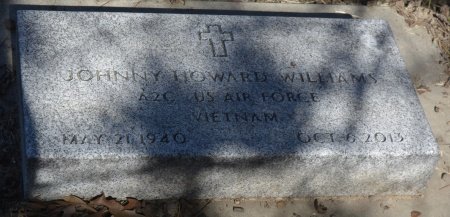 JOHNNY HOWARD WILLIAMS
A2C US AIR FORCE
VIETNAM
MAY 21 1940 OCT 6 2013